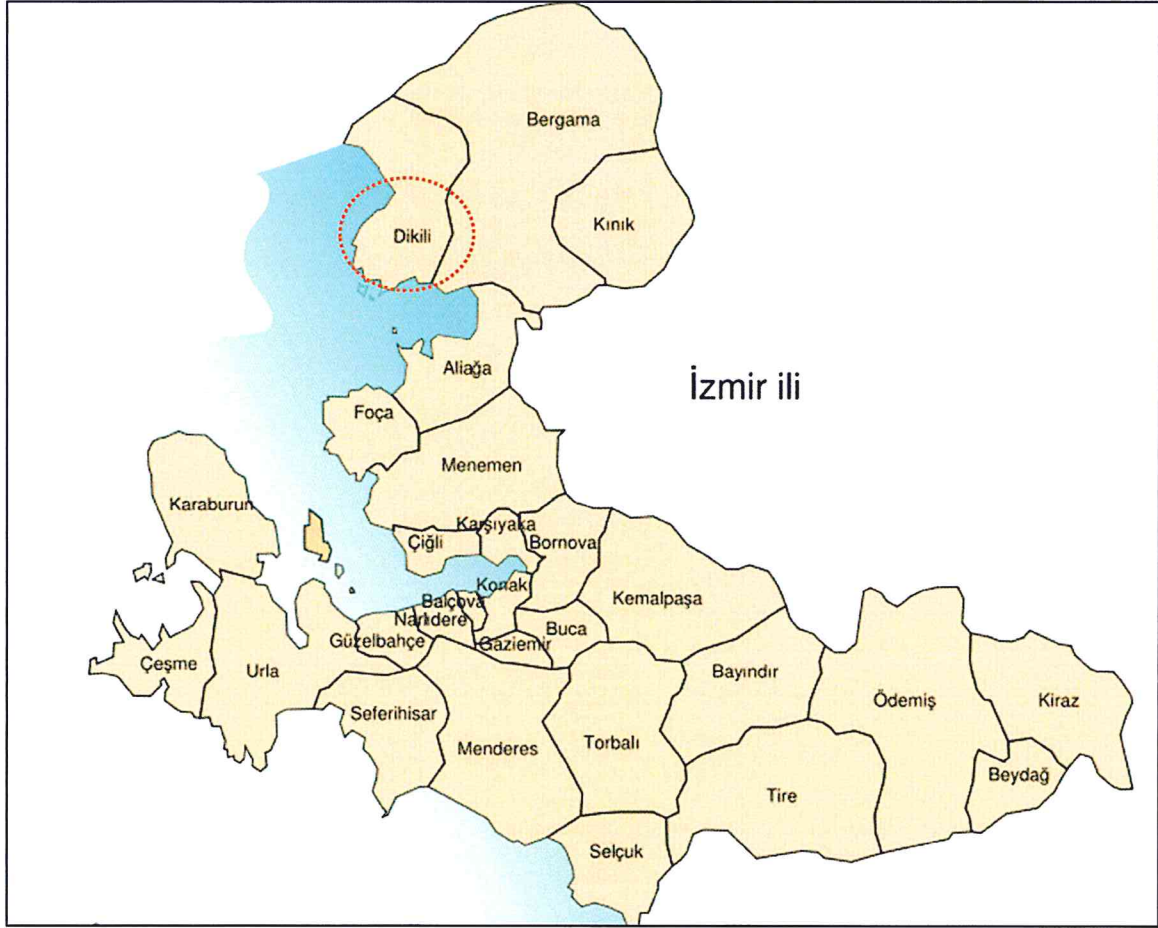 Bergama
Kınık
Dikili
Aliağa
İzmir ili
Foça
Menemen
Karaburun
Karşıyaka
Çiğli
Bornova
Konak
Kemalpaşa
Balçova
Narlıdere
Buca
Güzelbahçe
Gaziemir
Çeşme
Urla
Bayındır
Ödemiş
Kiraz
Seferihisar
Menderes
Torbalı
Beydağ
Tire
Selçuk